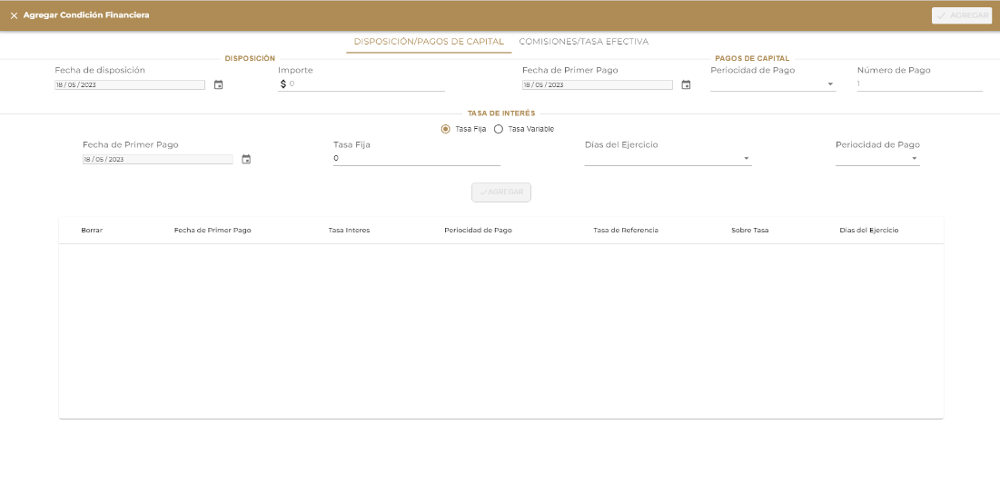 Agregar Condición Financiera
AGREGAR
DISPOSICIÓN/PAGOS DE CAPITAL COMISIONES/TASA EFECTIVA
DISPOSICIÓN PAGOS DE CAPITAL
Fecha de disposición Importe Fecha de Primer Pago Periocidad de Pago Número de Pago
18 / 05 / 2023 $ 0 18 / 05 / 2023 1
TASA DE INTERÉS
Tasa Fija Tasa Variable
Fecha de Primer Pago Tasa Fija Días del Ejercicio Periocidad de Pago
18 / 05 / 2023 0
AGREGAR
Borrar Fecha de Primer Pago Tasa Interes Periocidad de Pago Tasa de Referencia Sobre Tasa Días del Ejercicio